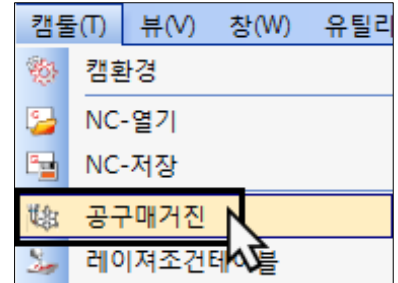 캠툴(T) 뷰(V) 창(W) 유틸리
캠환경
NC-열기
NC-저장
공구매거진
레이져조건테이블